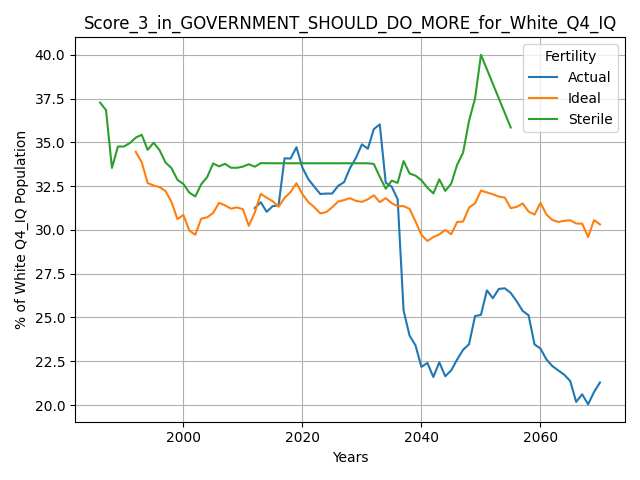 Score_3_in_GOVERNMENT_SHOULD_DO_MORE_for_White_Q4_IQ
Fertility
Actual
Ideal
Sterile
% of White Q4_IQ Population
40.0
37.5
35.0
32.5
30.0
27.5
25.0
22.5
20.0
2000
2020
2040
2060
Years